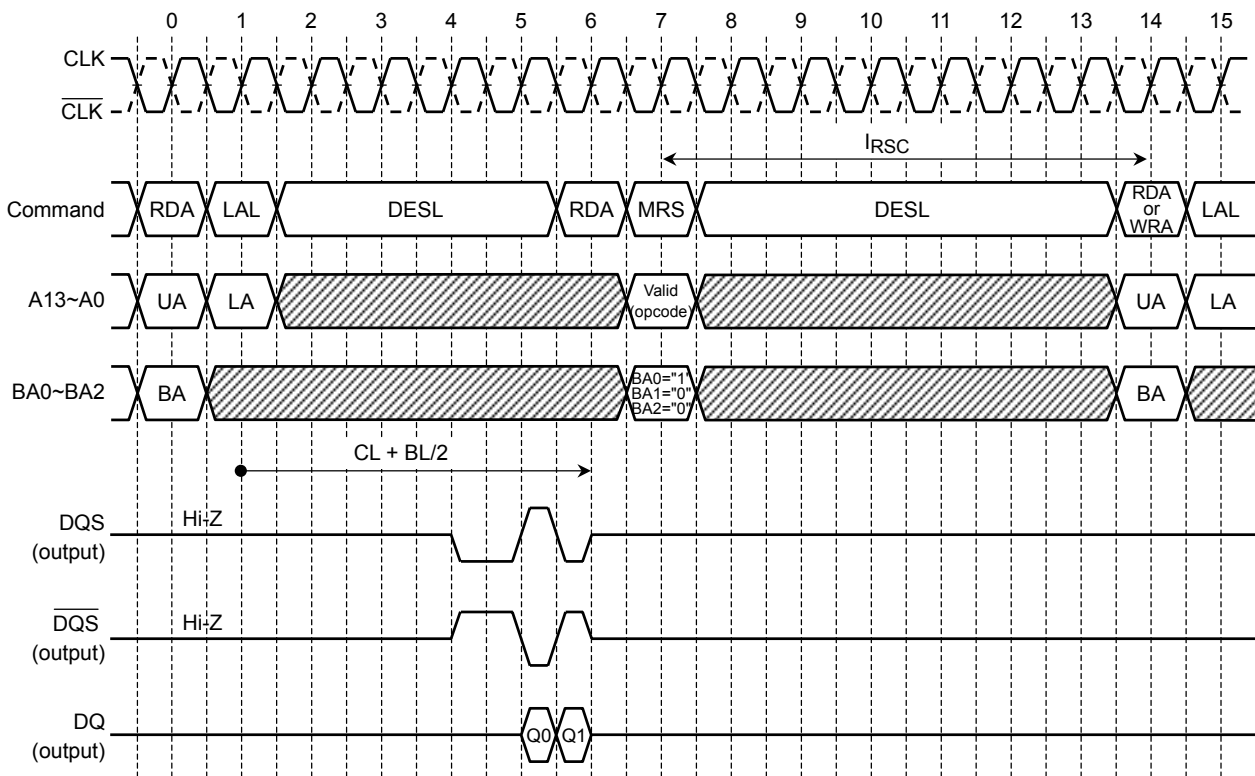 0 1 2 3 4 5 6 7 8 9 10 11 12 13 14 15
CLK
CLK
IRSC
Command RDA LAL DESL RDA MRS DESL RDA or WRA LAL
A13~A0 UA LA Valid (opcode) UA LA
BA0~BA2 BA BA0="1" BA1="0" BA2="0" BA
CL + BL/2
DQS (output) Hi-Z
DQS (output) Hi-Z
DQ (output) Q0 Q1